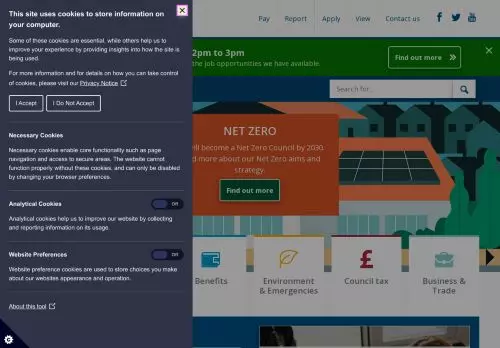 This site uses cookies to store information on
your computer.
Some of these cookies are essential, while others help us to
improve your experience by providing insights into how the site is
being used.
For more information and for details on how you can take control
of cookies, please visit our Privacy Notice
I Accept
I Do Not Accept
Necessary Cookies
Necessary cookies enable core functionality such as page
navigation and access to secure areas. The website cannot
function properly without these cookies, and can only be disabled
by changing your browser preferences.
Analytical Cookies
Off
Analytical cookies help us to improve our website by collecting
and reporting information on its usage.
Website Preferences
Off
Website preference cookies are used to store choices you make
about our websites appearance and operation.
About this tool
Pay
Report
Apply
View
Contact us
2pm to 3pm
the job opportunities we have available.
Find out more
Search for...
NET ZERO
ill become a Net Zero Council by 2030.
d more about our Net Zero aims and
strategy.
Find out more
Benefits
Environment
& Emergencies
Council tax
Business &
Trade